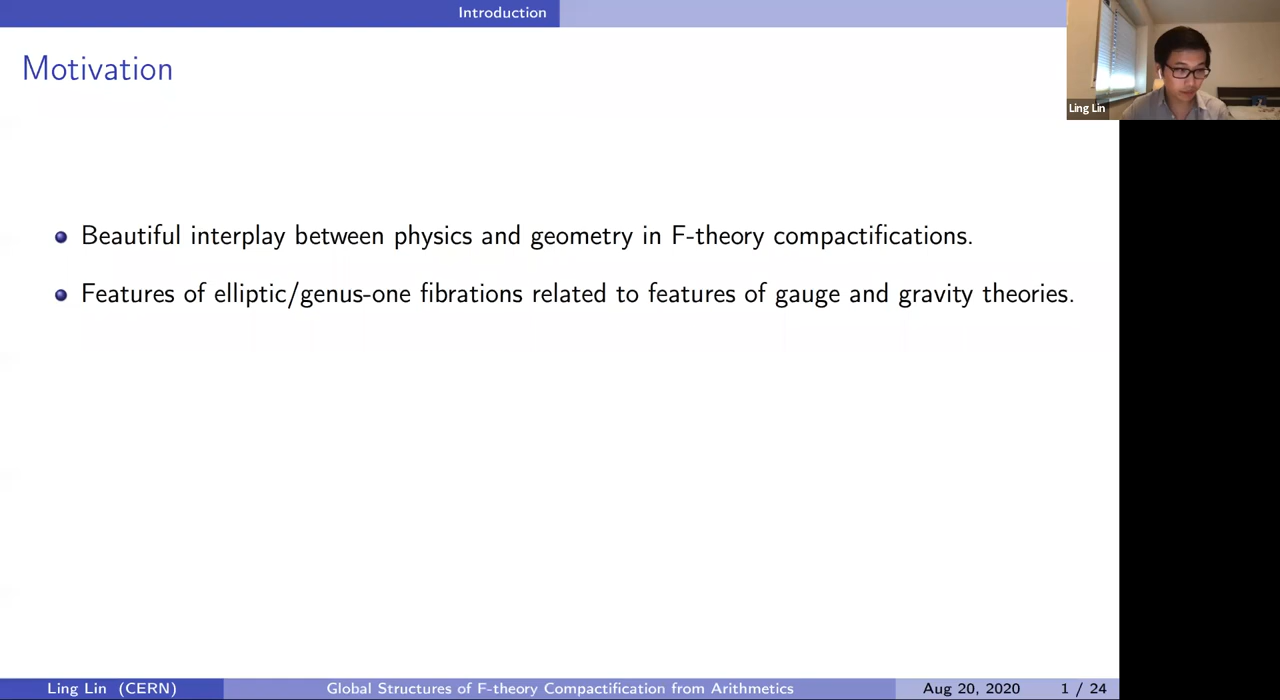 Introduction
Motivation
Ling Lin
Beautiful interplay between physics and geometry in F-theory compactifications.
Features of elliptic/genus-one fibrations related to features of gauge and gravity theories.
Ling Lin (CERN)
Global Structures of F-theory Compactification from Arithmetics
Aug 20, 2020
1 / 24